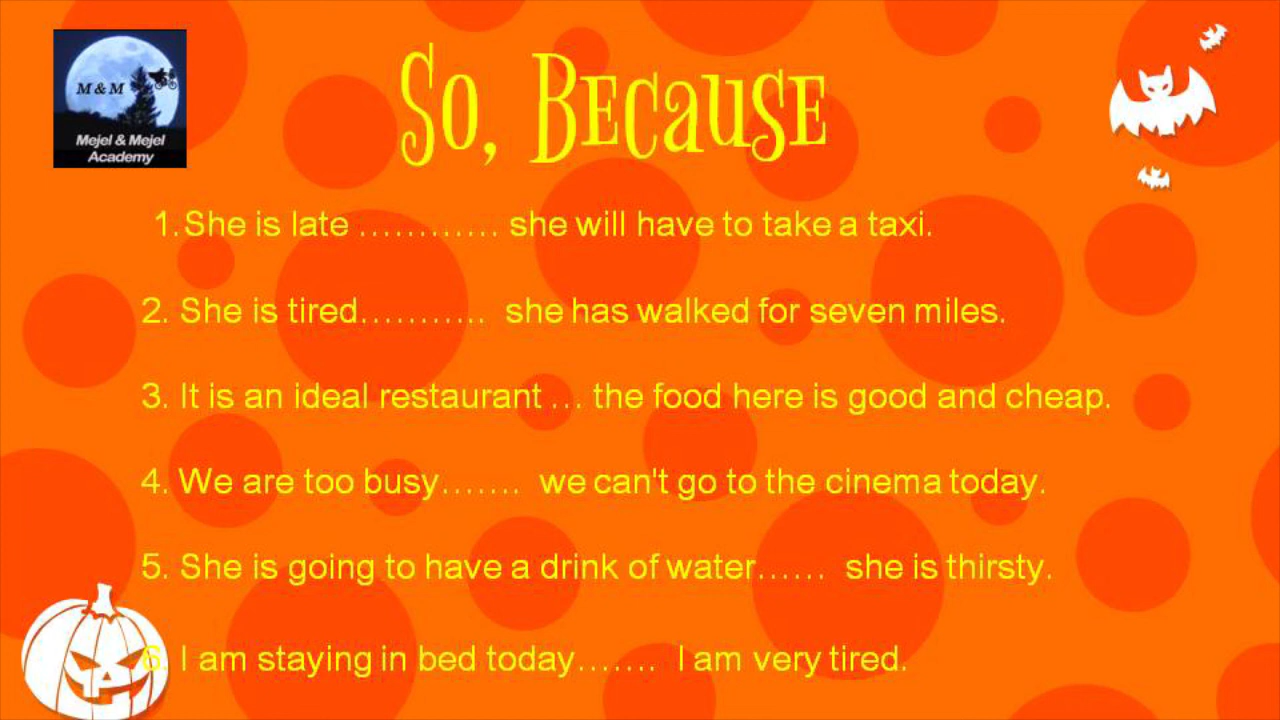 M & M
Mejel & Mejel
Academy
So, Because
1. She is late ………… she will have to take a taxi.
2. She is tired……….. she has walked for seven miles.
3. It is an ideal restaurant … the food here is good and cheap.
4. We are too busy……. we can't go to the cinema today.
5. She is going to have a drink of water…… she is thirsty.
6. I am staying in bed today……. I am very tired.